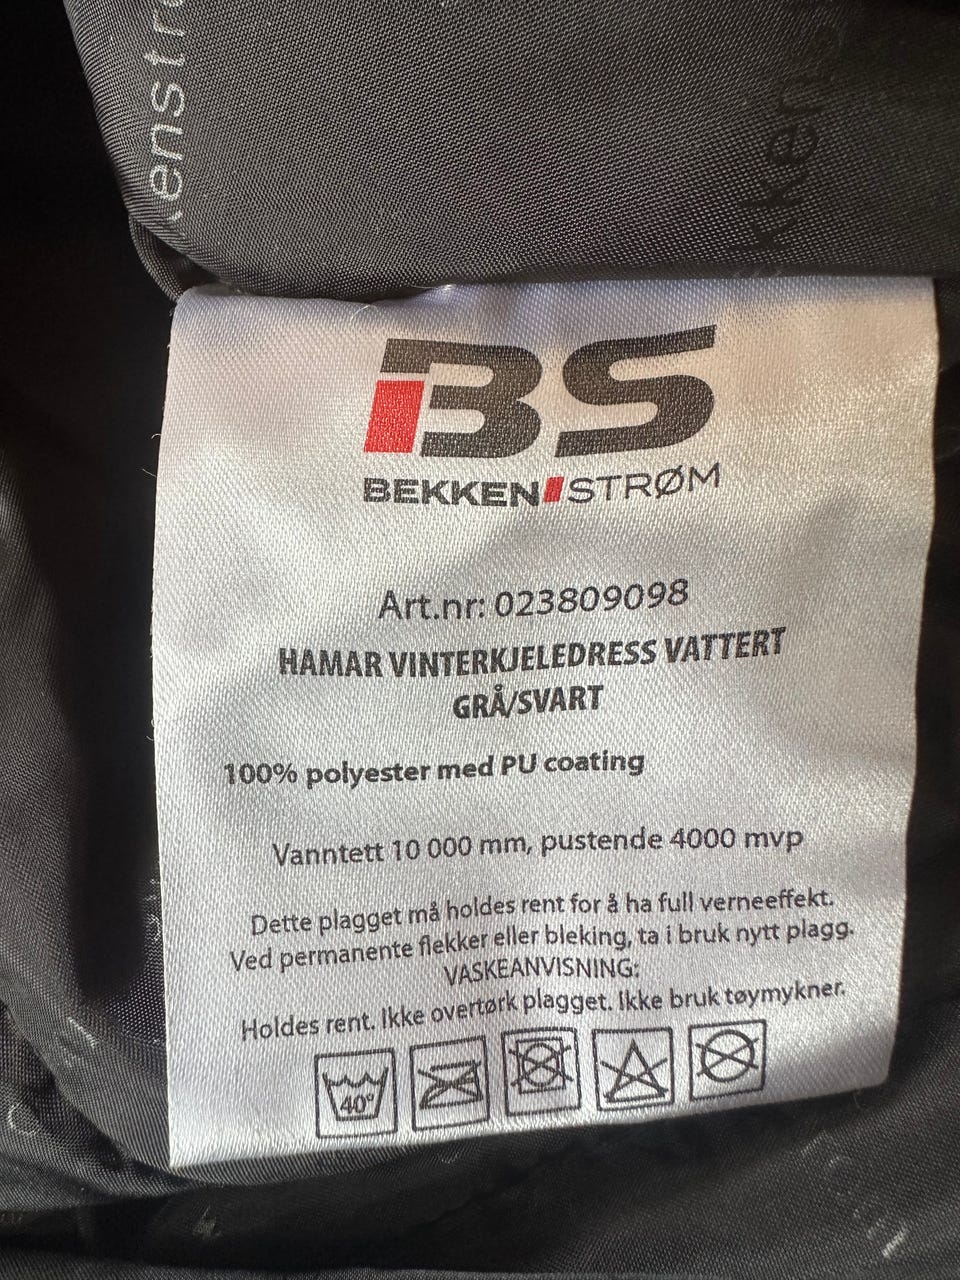 BS
BEKKEN STRØM
Art.nr: 023809098
HAMAR VINTERKJELEDRESS VATTERT
GRÅ/SVART
100% polyester med PU coating
Vanntett 10 000 mm, pustende 4000 mvp
Dette plagget må holdes rent for å ha full verneeffekt.
Ved permanente flekker eller bleking, ta i bruk nytt plagg.
VASKEANVISNING:
Holdes rent. Ikke overtørk plagget. Ikke bruk tøymykner.
40°